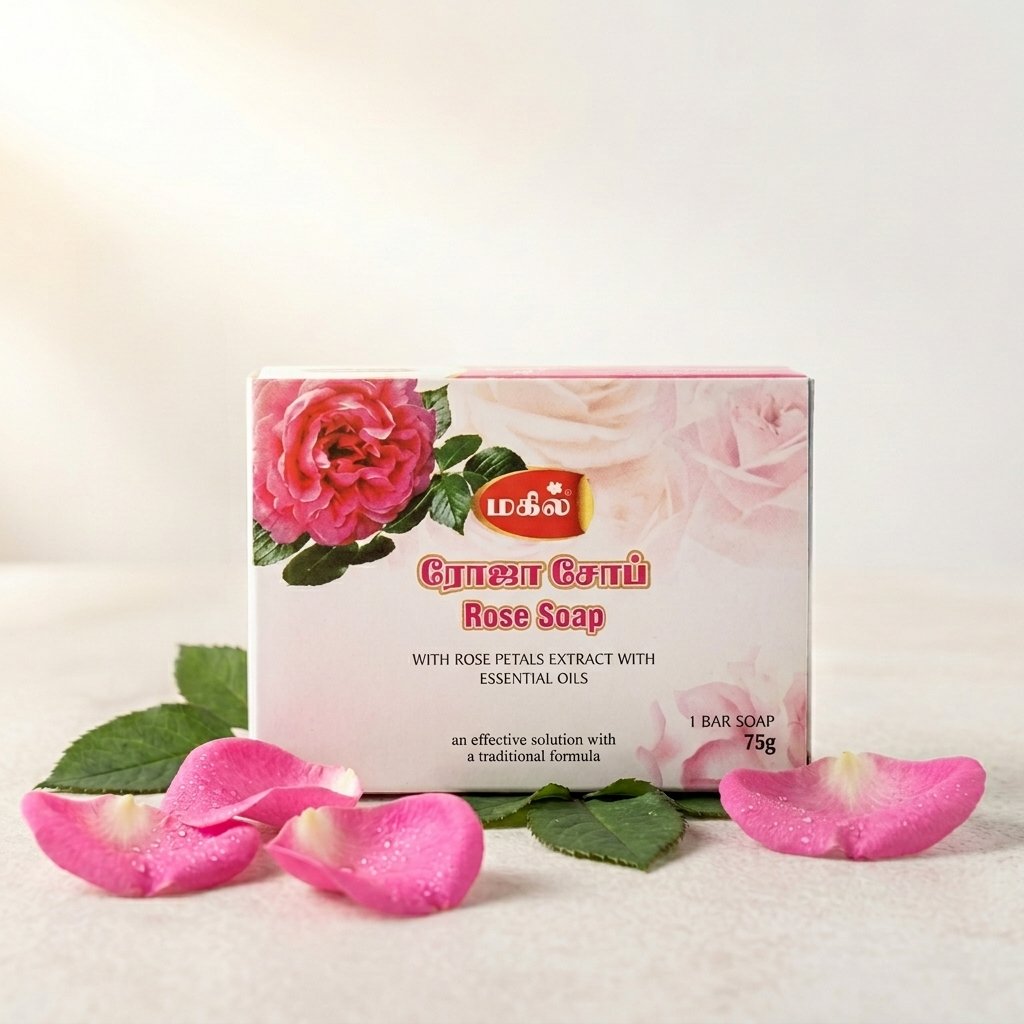 மகில்
®
ரோஜா சோப்
Rose Soap
WITH ROSE PETALS EXTRACT WITH
ESSENTIAL OILS
an effective solution with
a traditional formula
1 BAR SOAP
75g